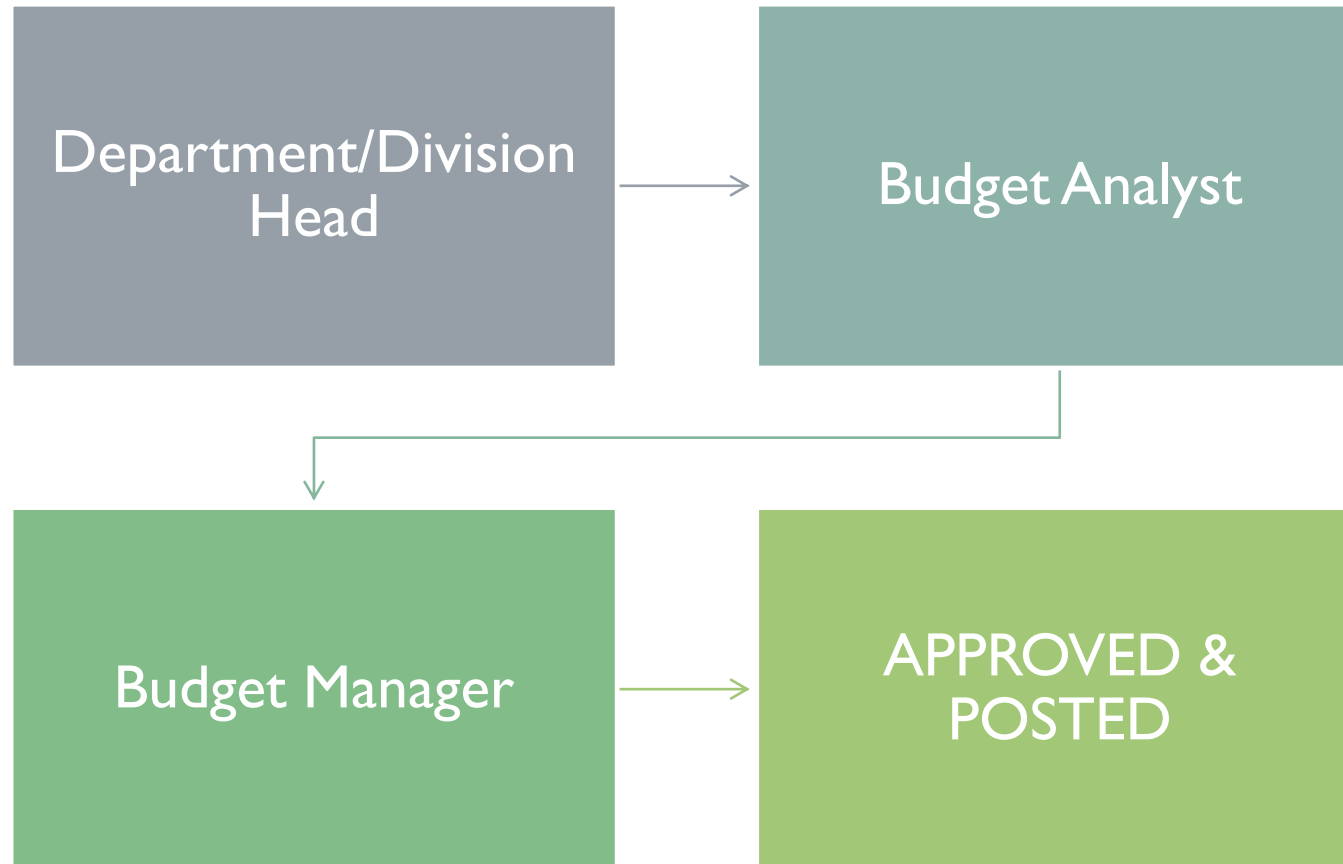 Department/Division
Head
Budget Analyst
Budget Manager
APPROVED &
POSTED